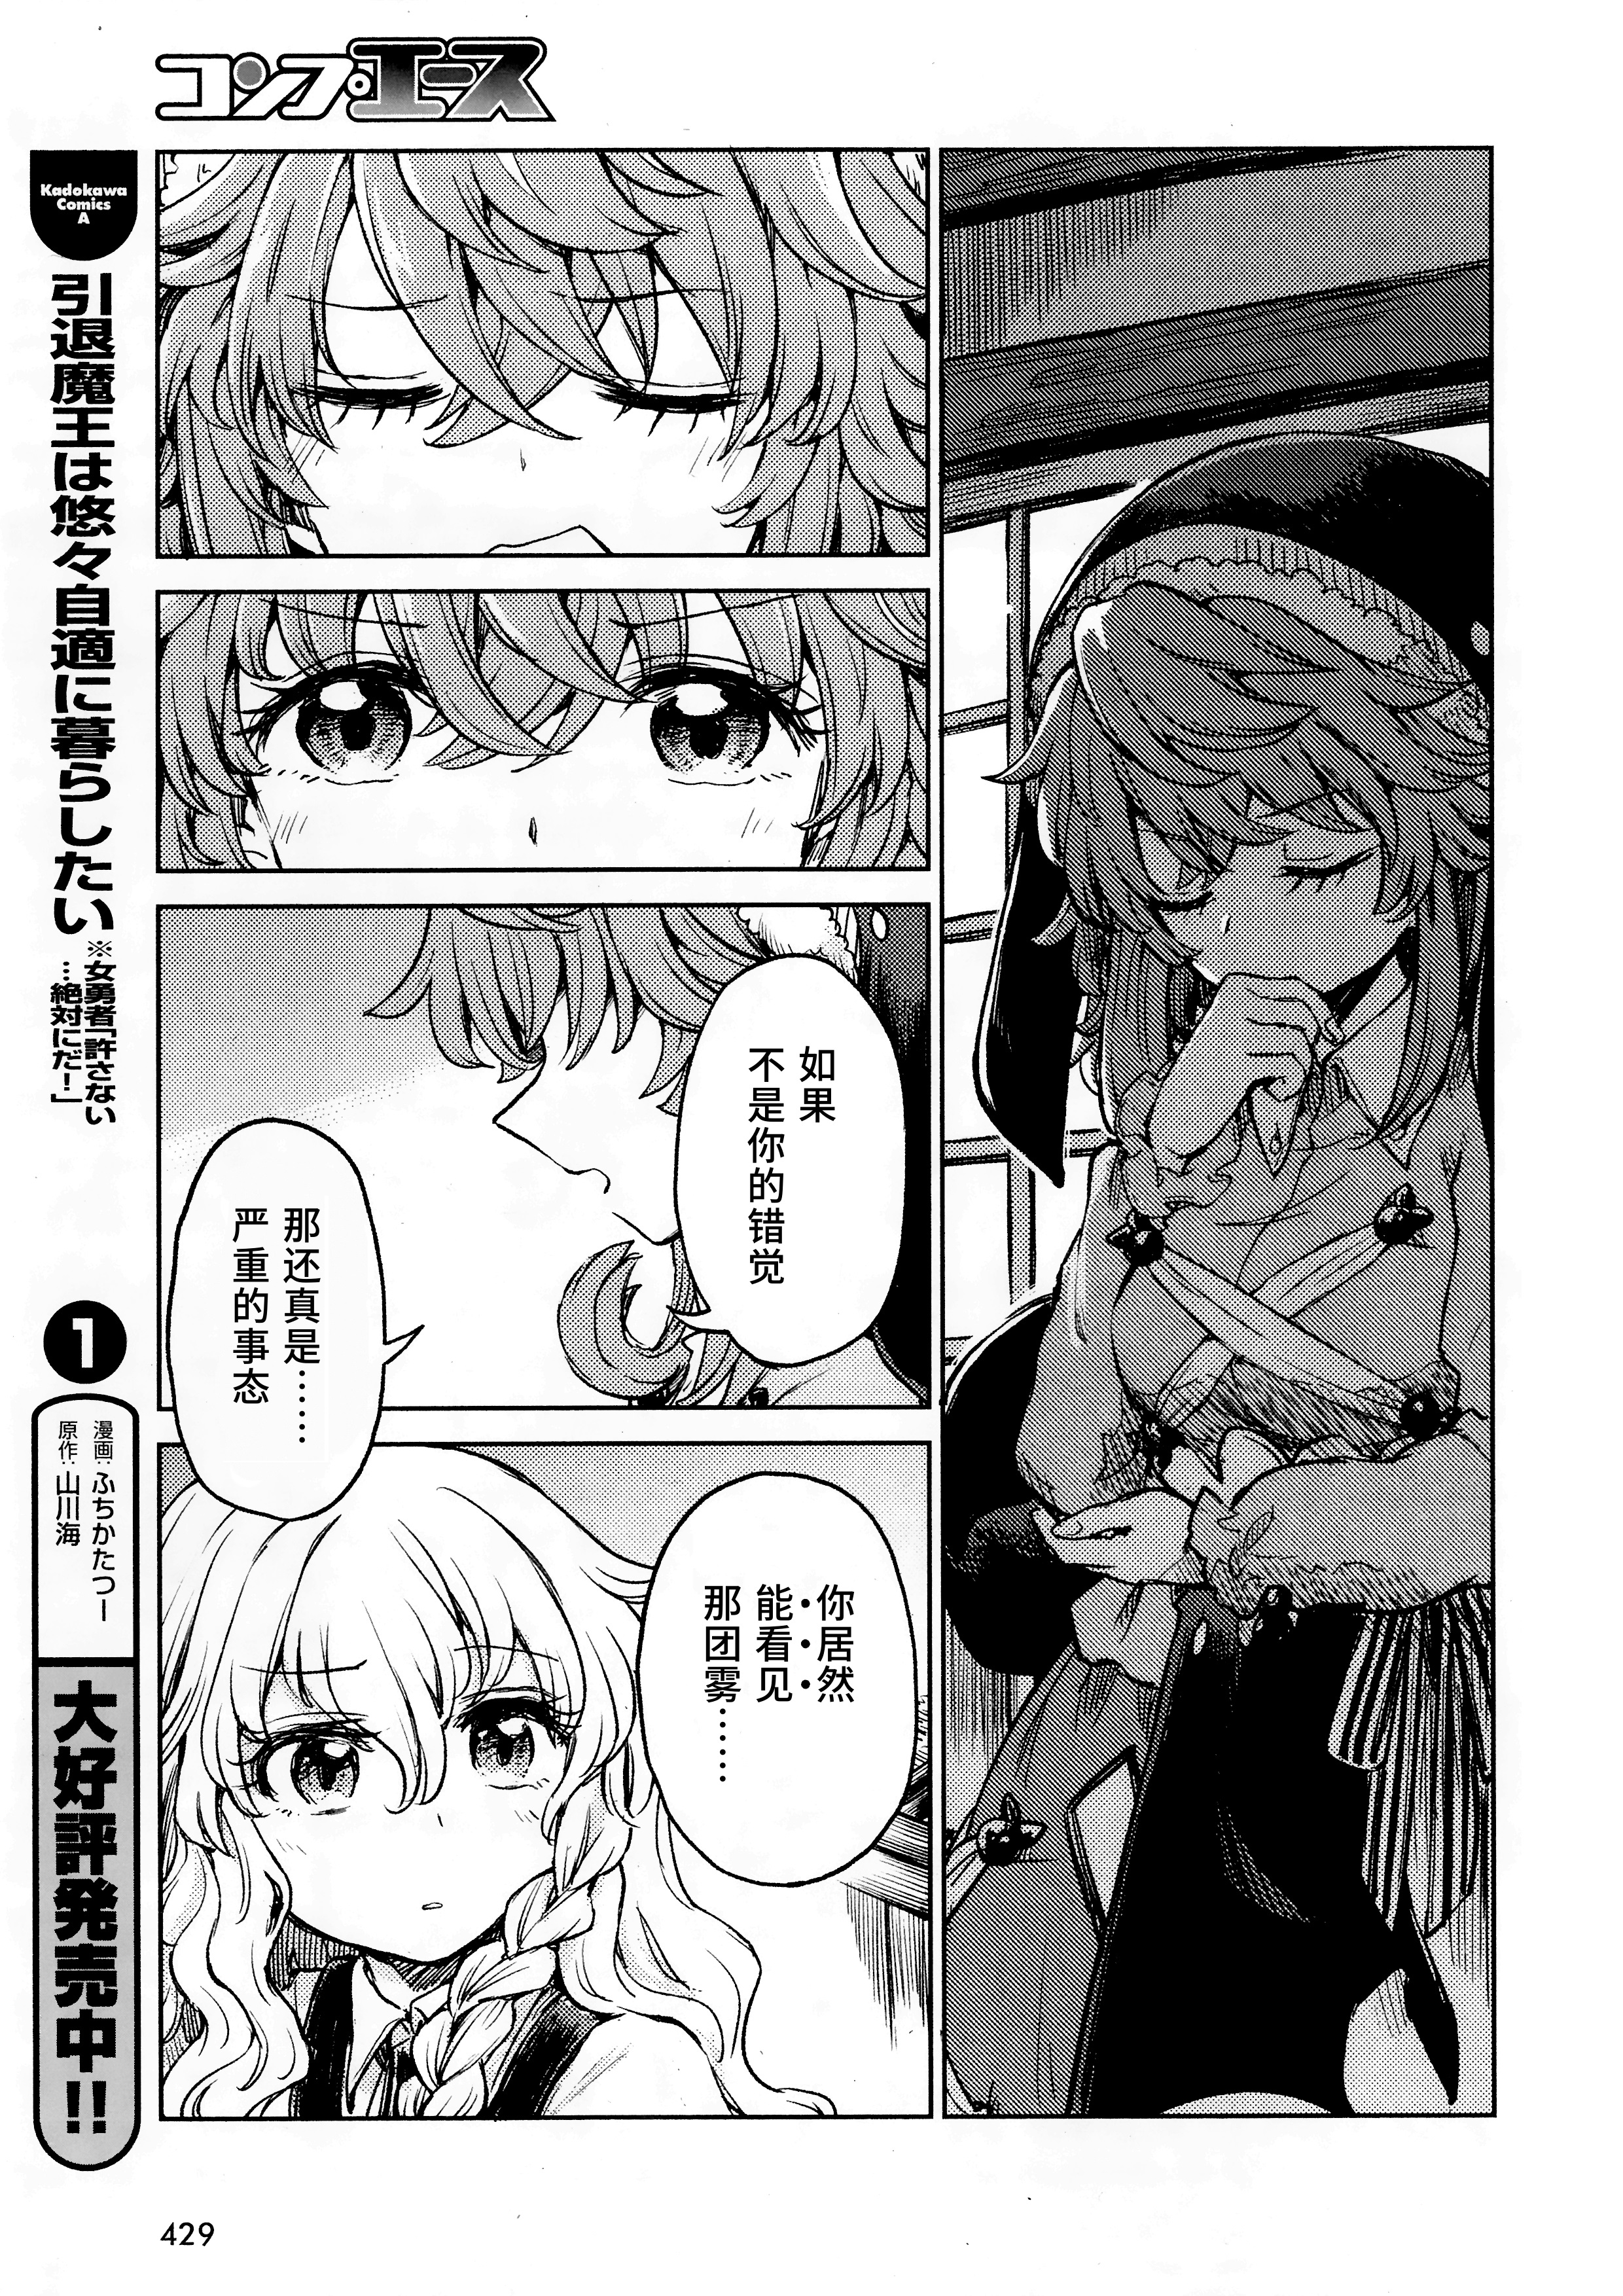 コンプ・エース
如果
不是你的错觉
那还真是……
严重的事态
你居然
能看见
那团雾……
Kadokawa
Comics
A
引退魔王は悠々自適に暮らしたい
※女勇者「許さない
…絶対にだ!」
1
漫画:ふちかたつー
原作:山川海
大好評発売中!!
429